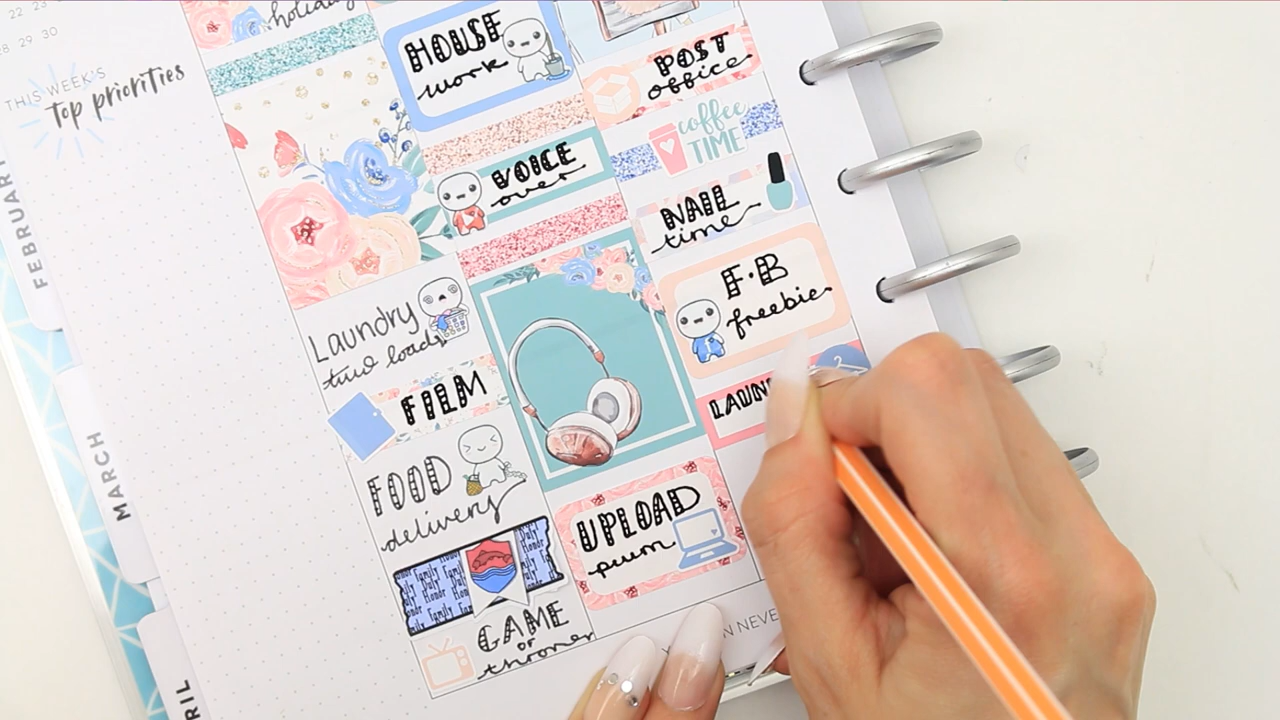 22 23
28 29 30
THIS WEEK'S
top priorities
FEBRUARY
MARCH
RIL
holiday
Laundry
two loads
FILM
FOOD
delivery
Family Duty Honor
GAME
of
thrones
HOUSE
work
VOICE
over
UPLOAD
POST
office
coffee
TIME
NAIL
time
F·B
freebie
LAUN
N NEVE